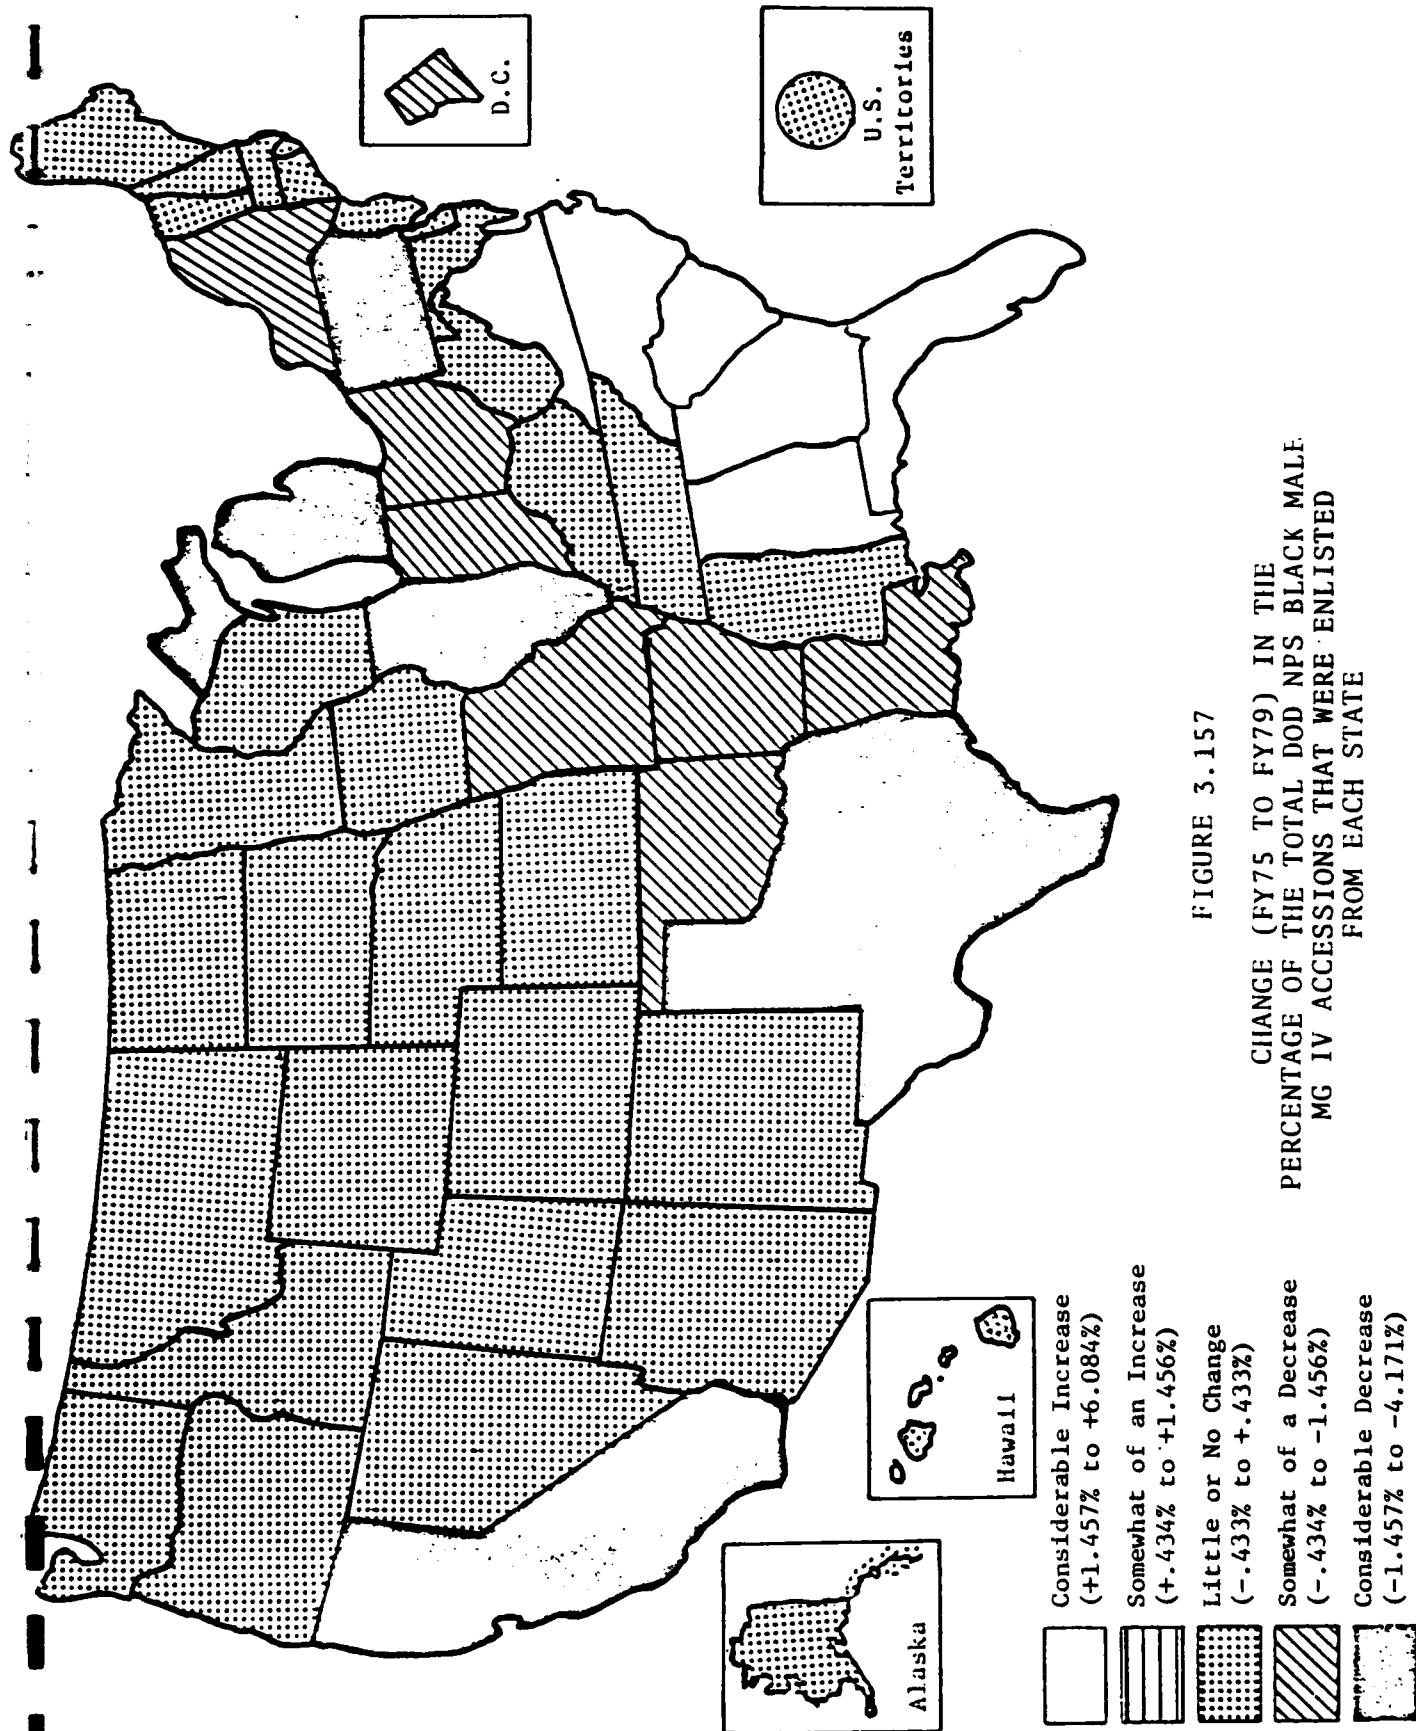 D.C.
U.S.
Territories
Alaska
Hawaii
Considerable Increase
(+1.457% to +6.084%)
Somewhat of an Increase
(+.434% to +1.456%)
Little or No Change
(-.433% to +.433%)
Somewhat of a Decrease
(-.434% to -1.456%)
Considerable Decrease
(-1.457% to -4.171%)
FIGURE 3.157
CHANGE (FY75 TO FY79) IN THE
PERCENTAGE OF THE TOTAL DOD NPS BLACK MALE
MG IV ACCESSIONS THAT WERE ENLISTED
FROM EACH STATE